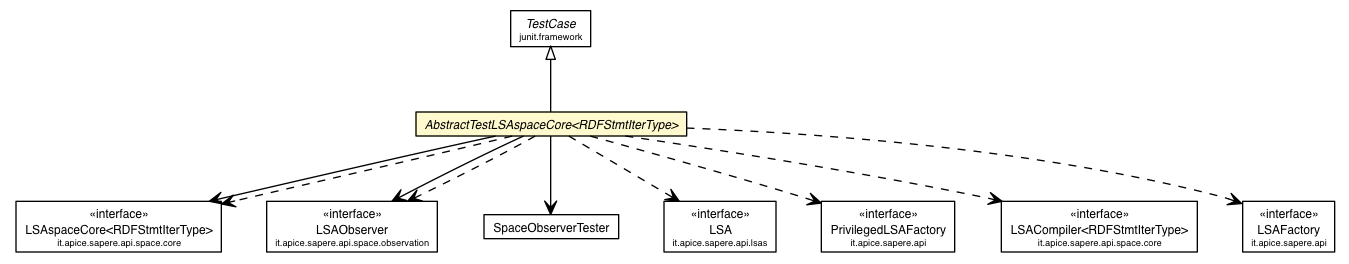 TestCase
junit.framework
AbstractTestLSAspaceCore<RDFStmtIterType>
«interface»
LSAspaceCore<RDFStmtIterType>
it.apice.sapere.api.space.core
«interface»
LSAObserver
it.apice.sapere.api.space.observation
SpaceObserverTester
«interface»
LSA
it.apice.sapere.api.lsas
«interface»
PrivilegedLSAFactory
it.apice.sapere.api
«interface»
LSACompiler<RDFStmtIterType>
it.apice.sapere.api.space.core
«interface»
LSAFactory
it.apice.sapere.api